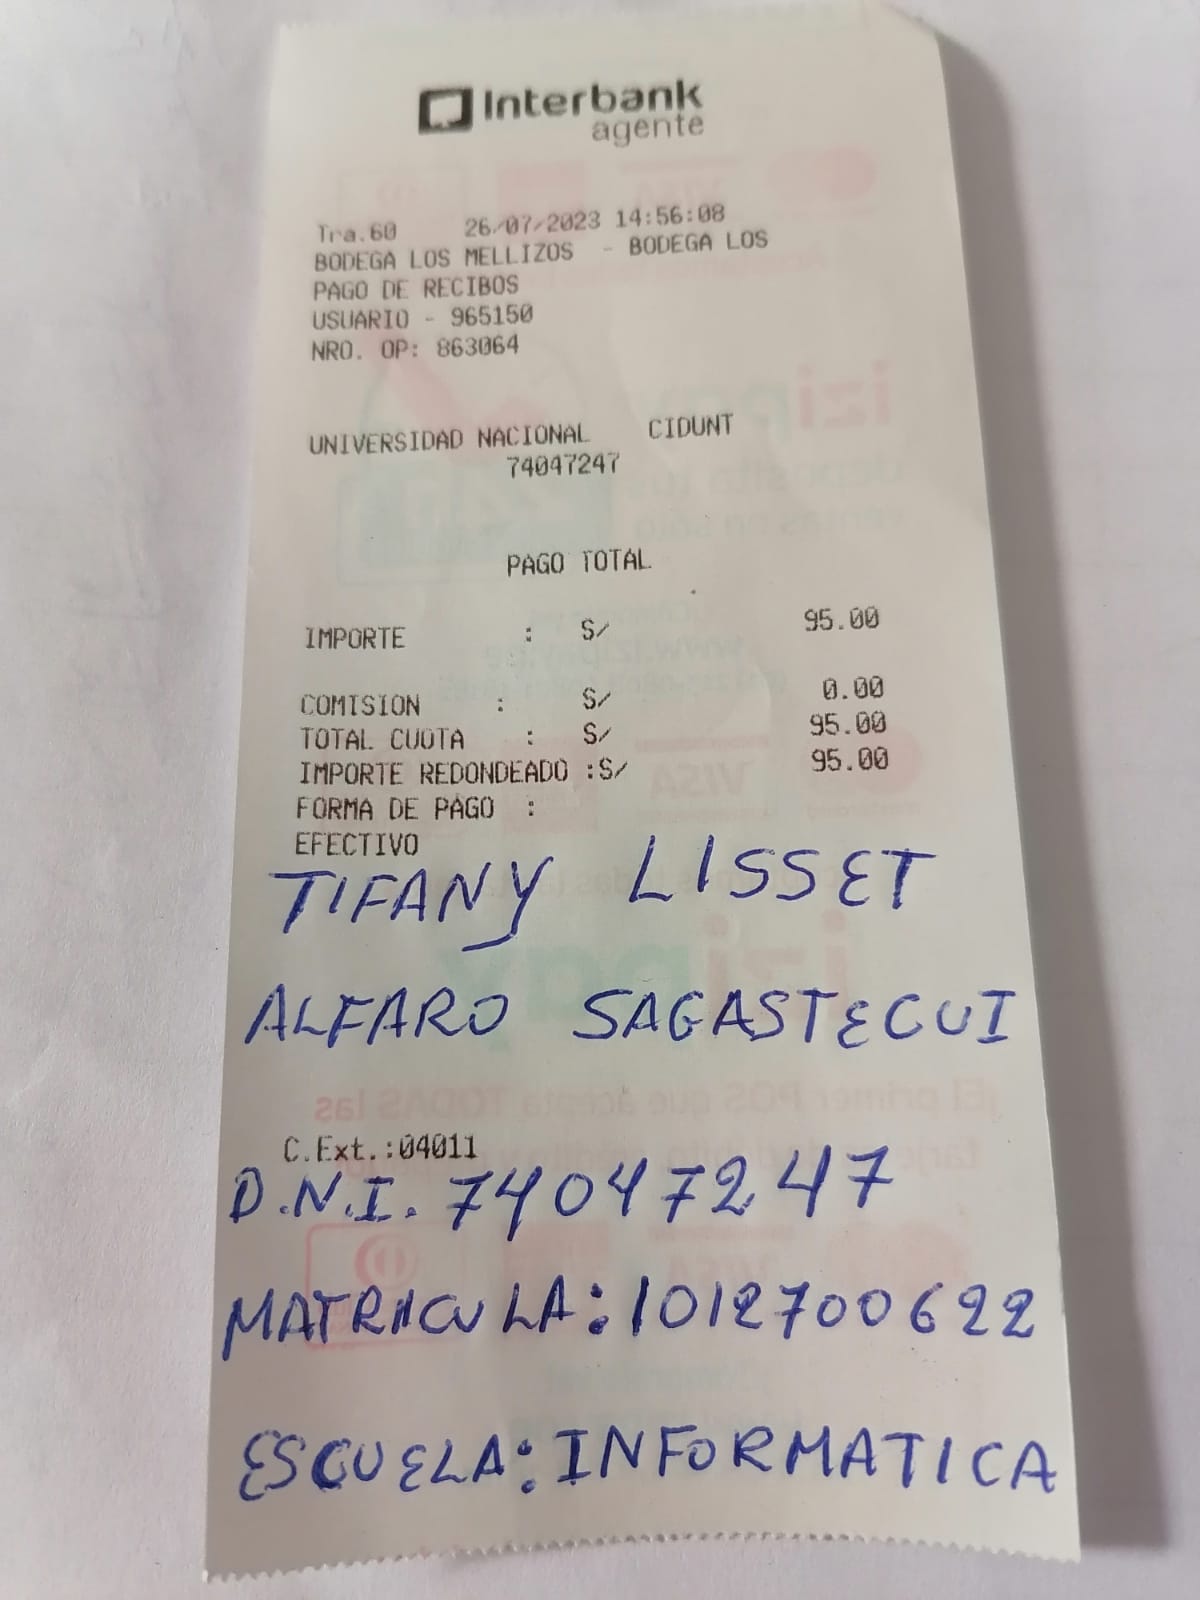 Interbank
agente
Tra.60 26/07/2023 14:56:08
BODEGA LOS MELLIZOS - BODEGA LOS
PAGO DE RECIBOS
USUARIO - 965150
NRO. OP: 863064
UNIVERSIDAD NACIONAL CIDUNT
74047247
PAGO TOTAL
IMPORTE : S/ 95.00
COMISION : S/ 0.00
TOTAL CUOTA : S/ 95.00
IMPORTE REDONDEADO :S/ 95.00
FORMA DE PAGO :
EFECTIVO
TIFANY LISSET
ALFARO SAGASTEGUI
C.Ext.:04011
D.N.I. 74047247
MATRICULA: 1012700622
ESCUELA: INFORMATICA